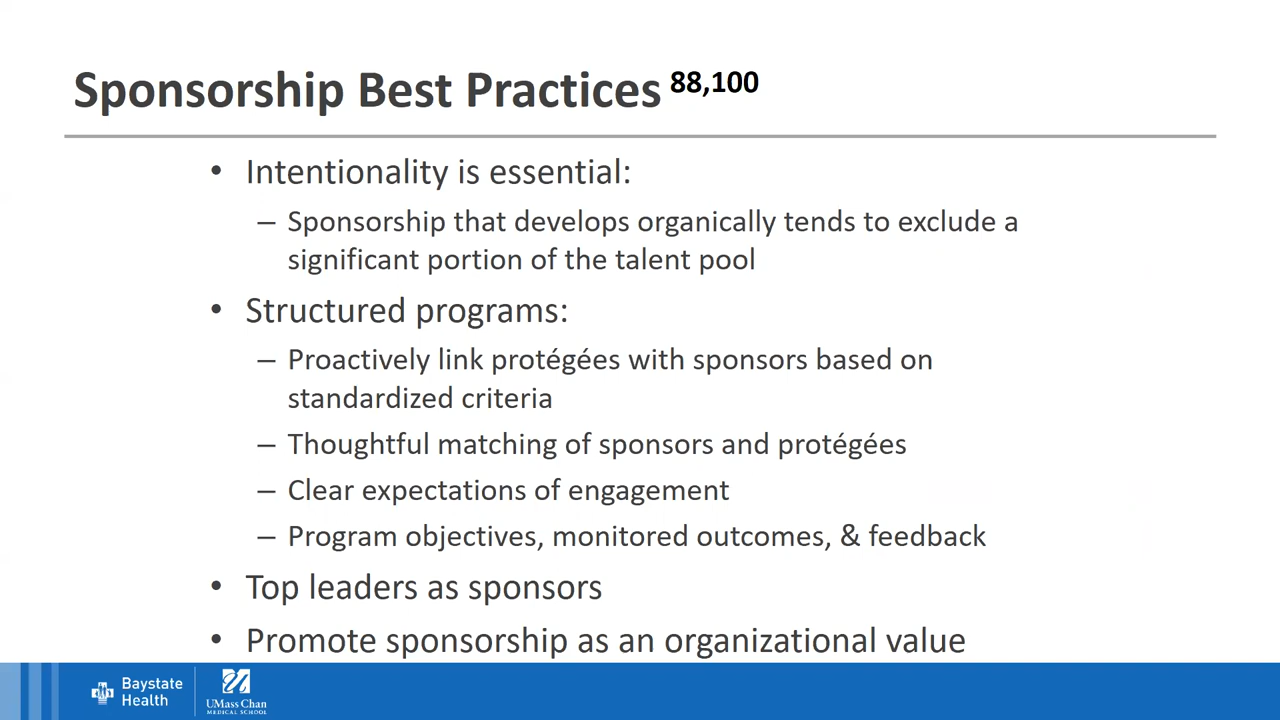 Sponsorship Best Practices 88,100
• Intentionality is essential:
– Sponsorship that develops organically tends to exclude a
significant portion of the talent pool
• Structured programs:
– Proactively link protégées with sponsors based on
standardized criteria
– Thoughtful matching of sponsors and protégées
– Clear expectations of engagement
– Program objectives, monitored outcomes, & feedback
• Top leaders as sponsors
• Promote sponsorship as an organizational value
Baystate
Health
UMass Chan
MEDICAL SCHOOL